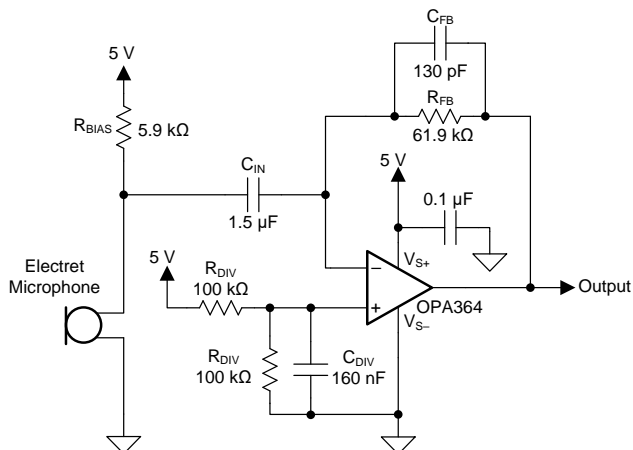 C_FB
130 pF
5 V
R_FB
61.9 kΩ
R_BIAS
5.9 kΩ
C_IN
1.5 µF
5 V
0.1 µF
Electret
Microphone
5 V
R_DIV
100 kΩ
V_S+
–
+
OPA364
Output
V_S–
R_DIV
100 kΩ
C_DIV
160 nF